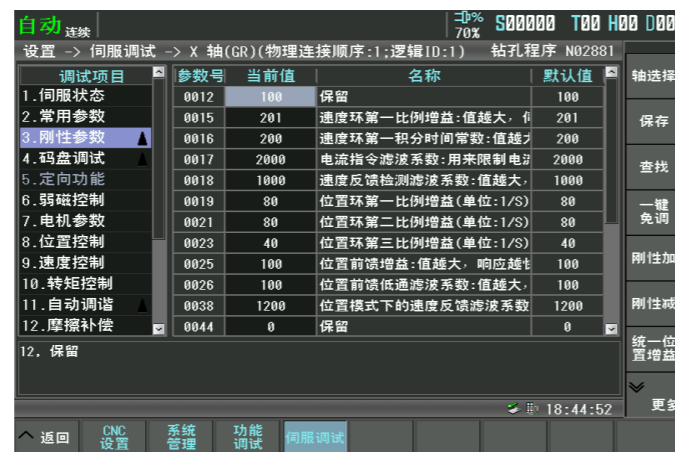 自动 连续 70% S00000 T00 H00 D00
设置 -> 伺服调试 -> X 轴(GR)(物理连接顺序:1;逻辑ID:1) 钻孔程序 N02881
调试项目
1.伺服状态
2.常用参数
3.刚性参数
4.码盘调试
5.定向功能
6.弱磁控制
7.电机参数
8.位置控制
9.速度控制
10.转矩控制
11.自动调谐
12.摩擦补偿
参数号 当前值 名称 默认值
0012 100 保留 100
0015 201 速度环第一比例增益:值越大, 201
0016 200 速度环第一积分时间常数:值越 200
0017 2000 电流指令滤波系数:用来限制电 2000
0018 1000 速度反馈检测滤波系数:值越大, 1000
0019 80 位置环第一比例增益(单位:1/S) 80
0021 80 位置环第二比例增益(单位:1/S) 80
0023 40 位置环第三比例增益(单位:1/S) 40
0025 100 位置前馈增益:值越大, 响应越 100
0026 100 位置前馈低通滤波系数:值越大, 100
0038 1200 位置模式下的速度反馈滤波系数 1200
0044 0 保留 0
12, 保留
轴选择
保存
查找
一键
免调
刚性加
刚性减
统一位
置增益
更多
18:44:52
返回
CNC
设置
系统
管理
功能
调试
伺服调试